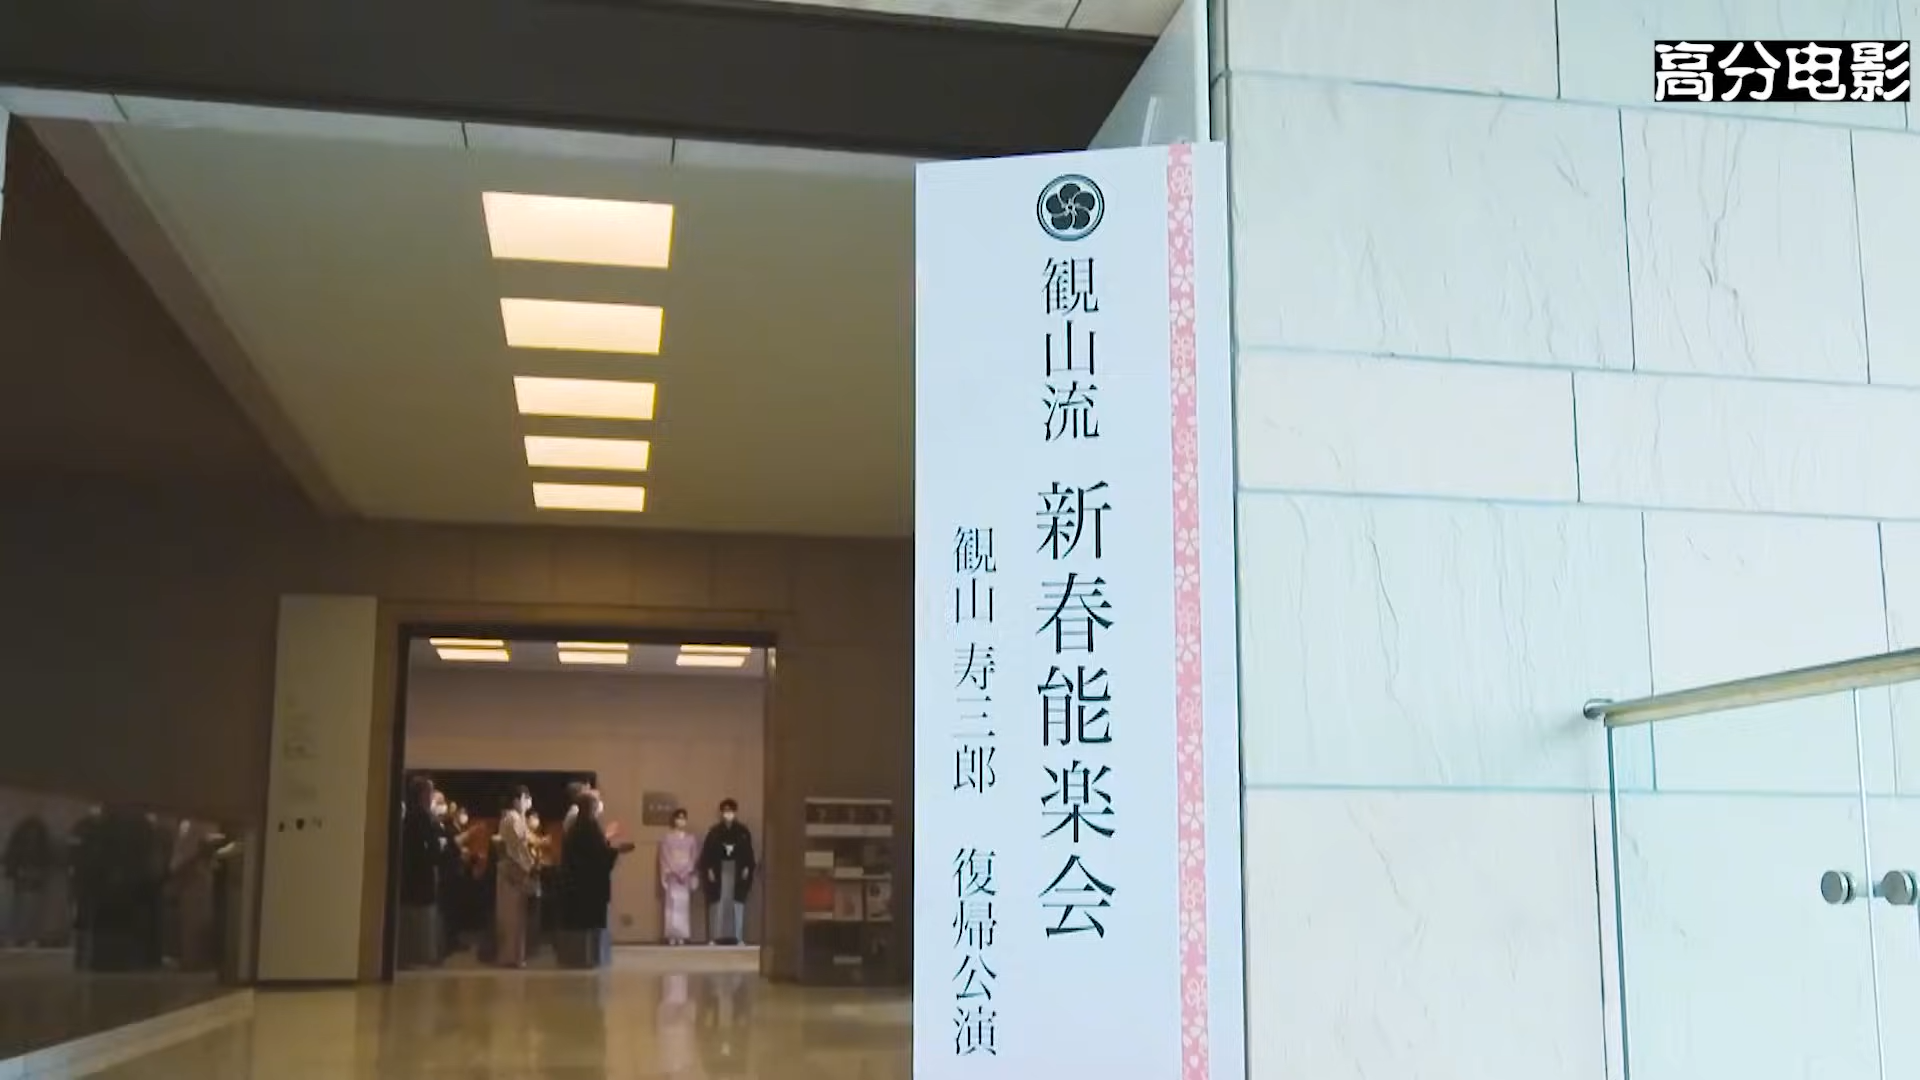 高分电影
観山流 新春能楽会
観山 寿三郎 復帰公演